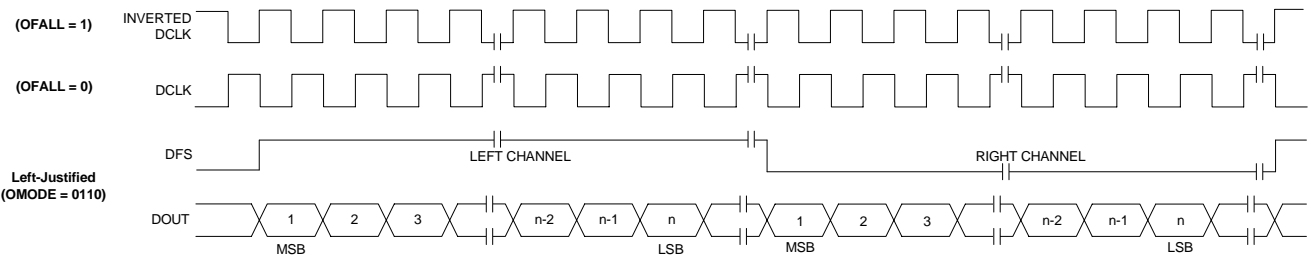 (OFALL = 1)
INVERTED
DCLK
(OFALL = 0)
DCLK
DFS
LEFT CHANNEL
RIGHT CHANNEL
Left-Justified
(OMODE = 0110)
DOUT
1 2 3 n-2 n-1 n 1 2 3 n-2 n-1 n
MSB LSB MSB LSB